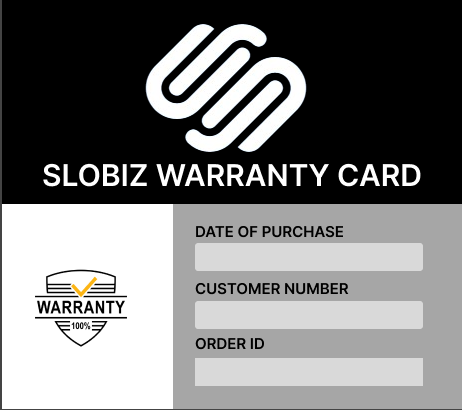 SLOBIZ WARRANTY CARD
DATE OF PURCHASE
CUSTOMER NUMBER
WARRANTY
100%
ORDER ID